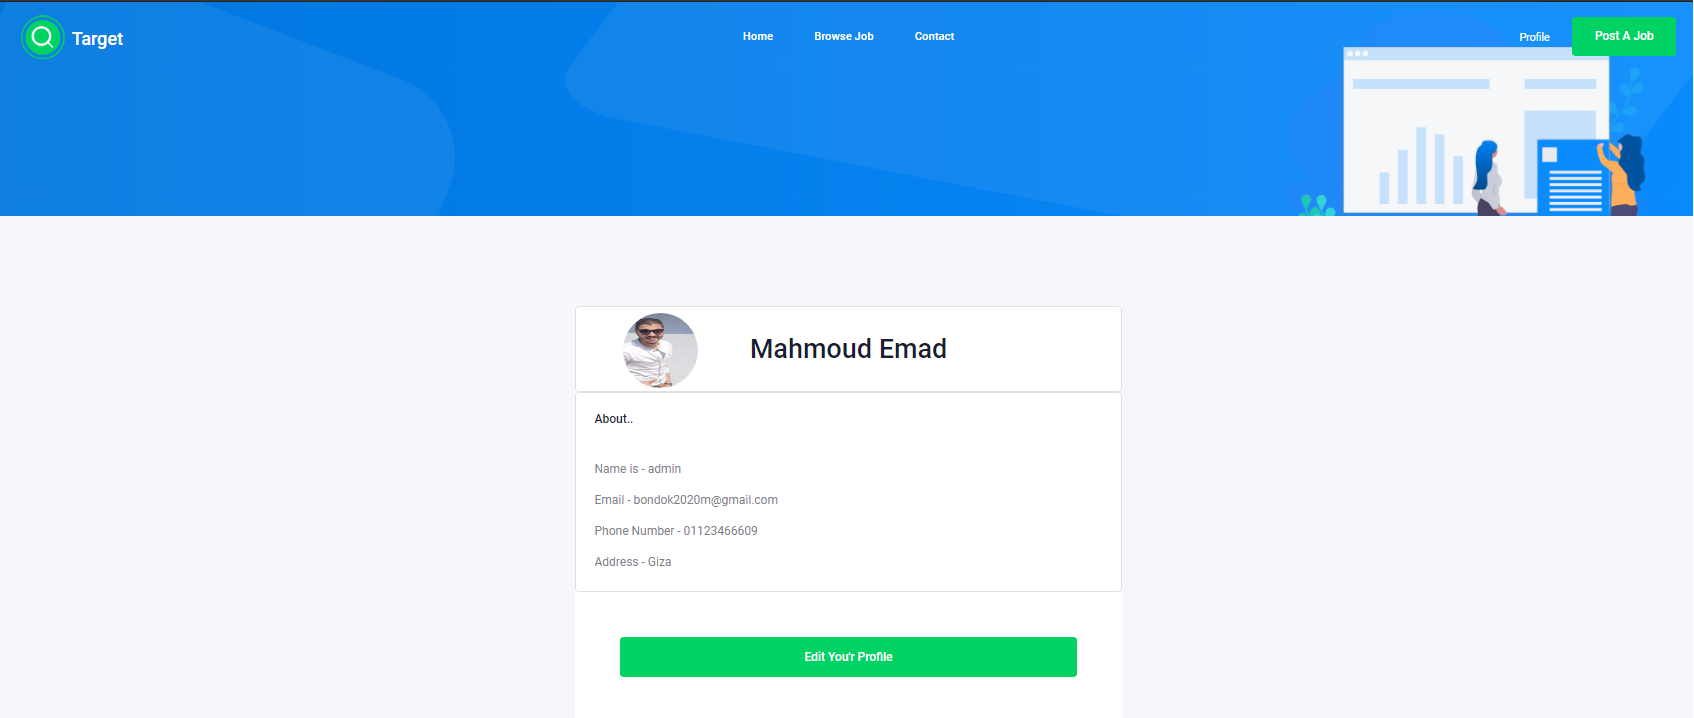 Target
Home Browse Job Contact
Profile Post A Job
Mahmoud Emad
About..
Name is - admin
Email - bondok2020m@gmail.com
Phone Number - 01123466609
Address - Giza
Edit You'r Profile